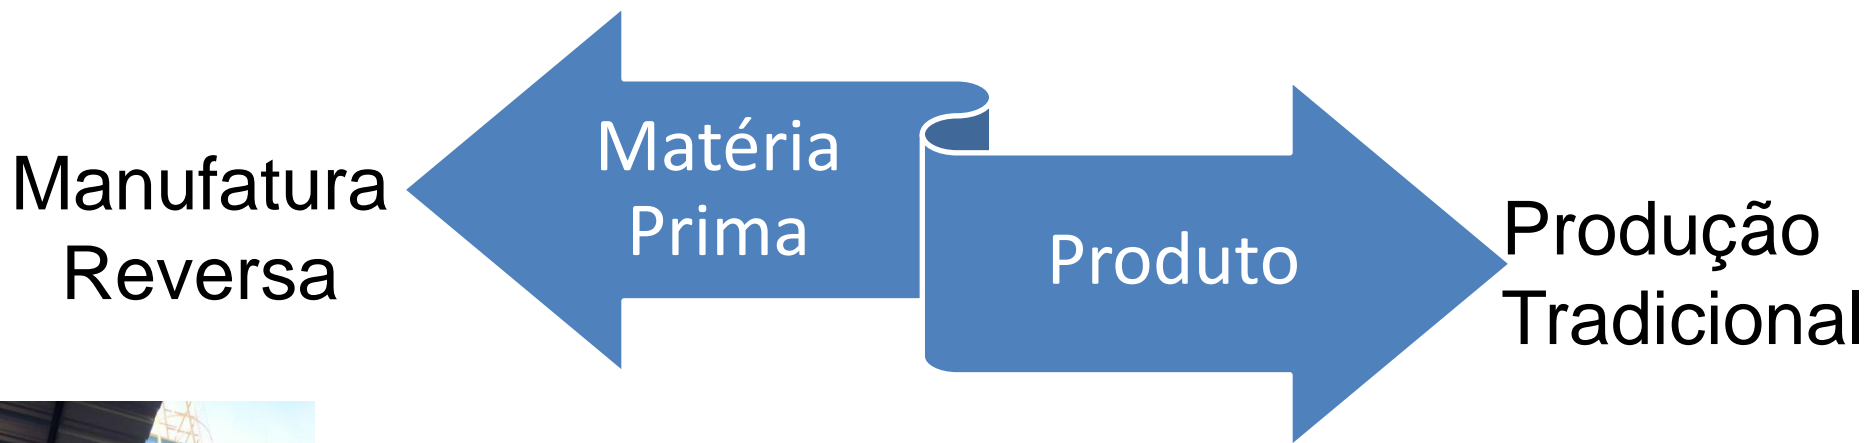 Manufatura
Reversa
Matéria
Prima
Produto
Produção
Tradicional